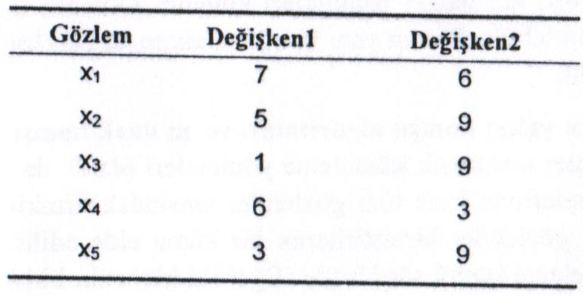 Gözlem Değişken1 Değişken2
x₁ 7 6
x₂ 5 9
x₃ 1 9
x₄ 6 3
x₅ 3 9